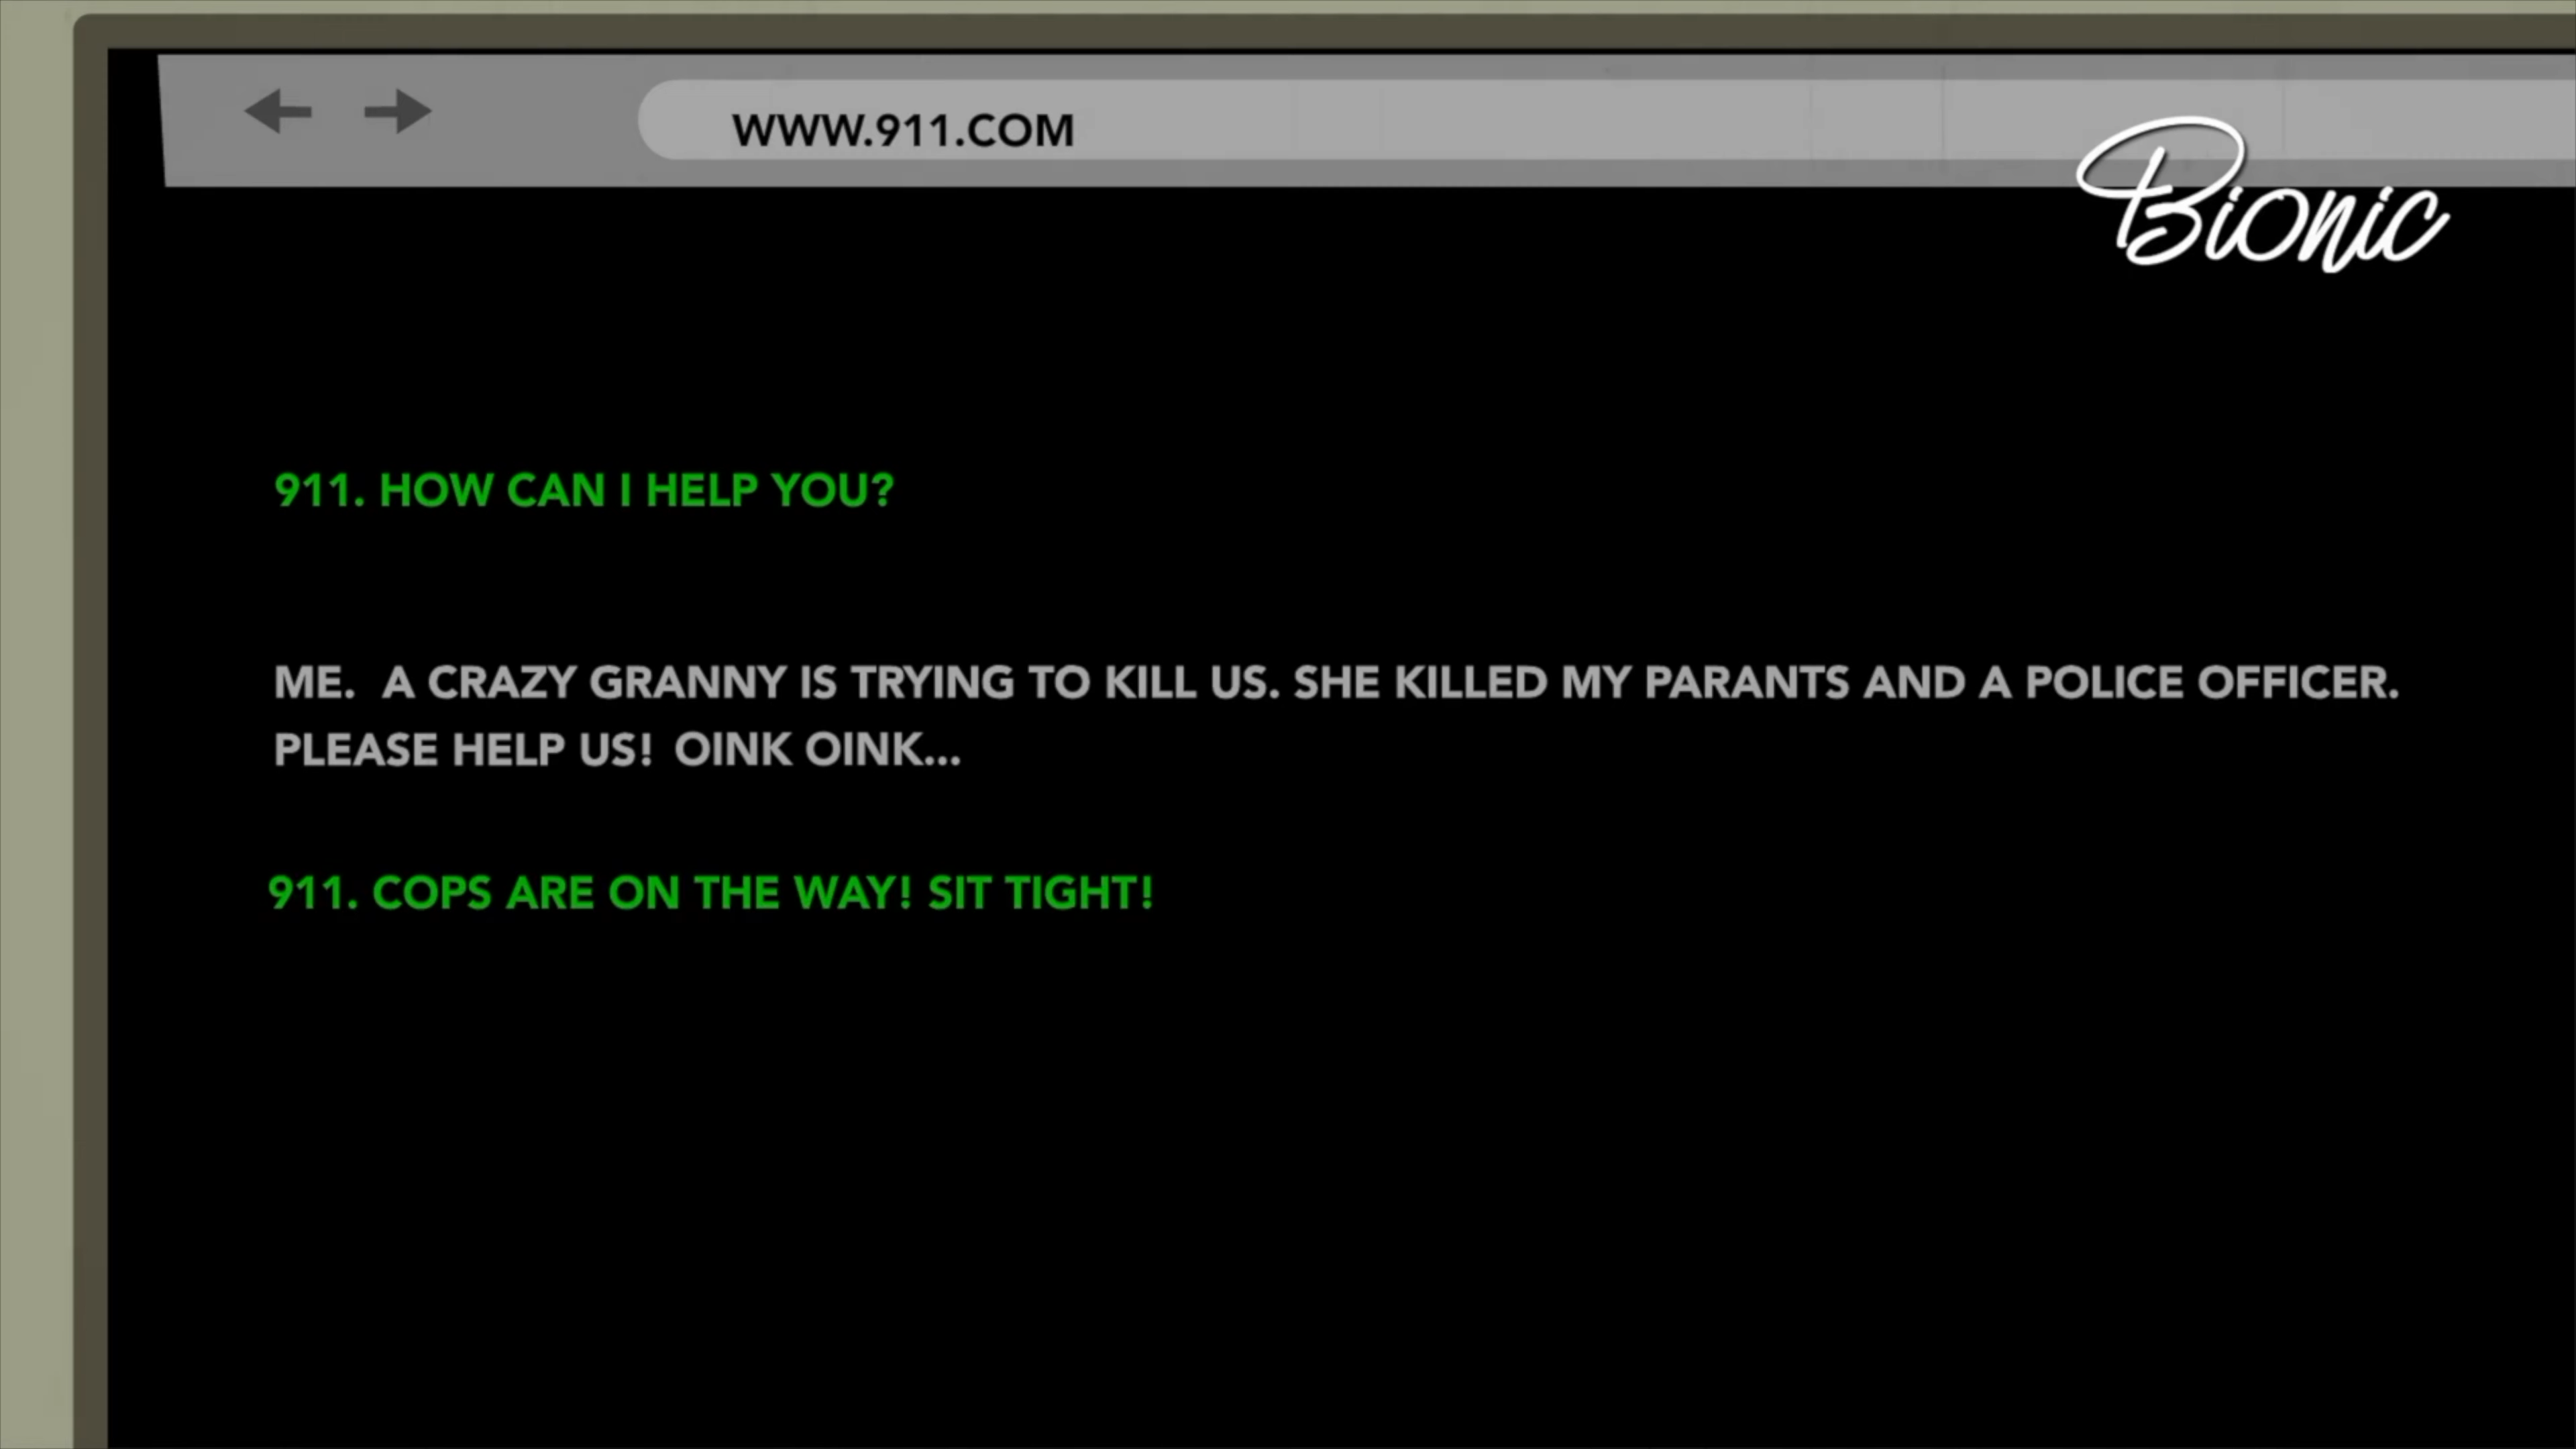 WWW.911.COM
Bionic
911. HOW CAN I HELP YOU?
ME. A CRAZY GRANNY IS TRYING TO KILL US. SHE KILLED MY PARANTS AND A POLICE OFFICER.
PLEASE HELP US! OINK OINK...
911. COPS ARE ON THE WAY! SIT TIGHT!